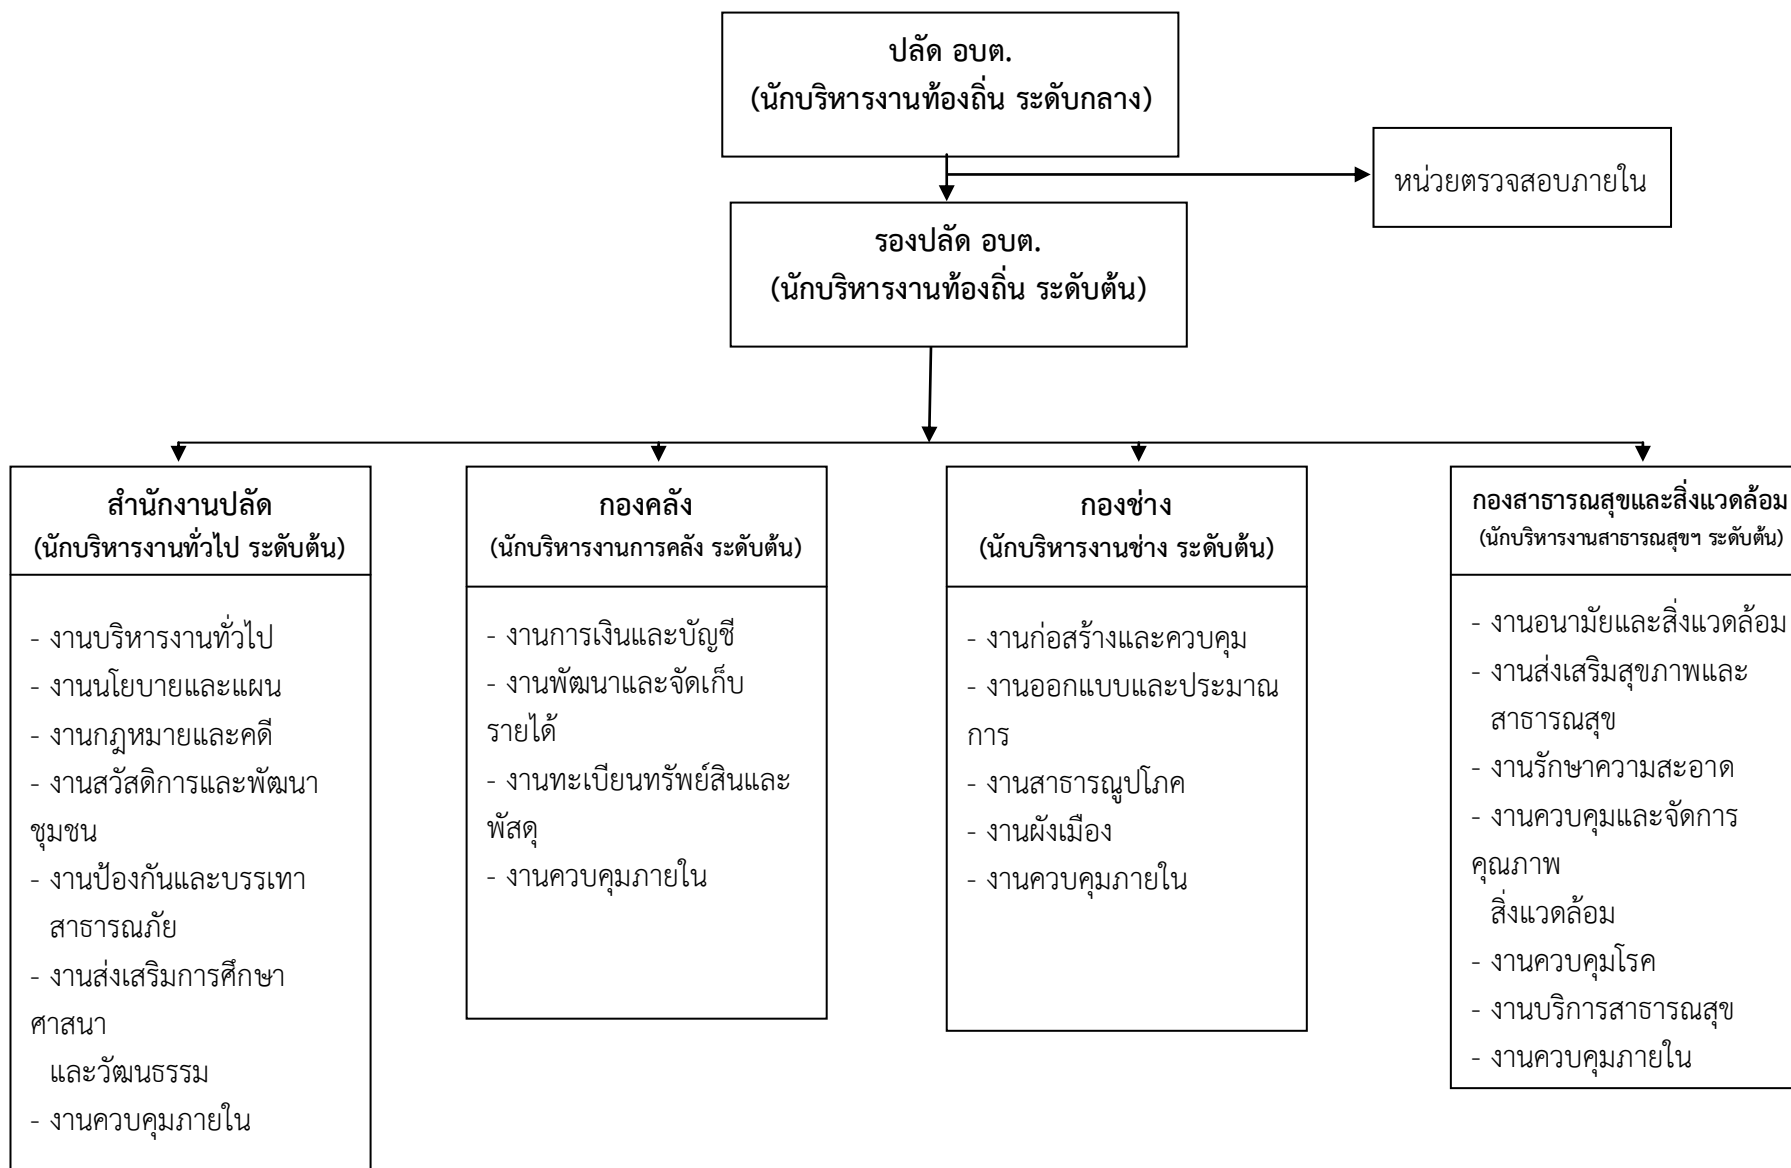 ปลัด อบต.
(นักบริหารงานท้องถิ่น ระดับกลาง)
หน่วยตรวจสอบภายใน
รองปลัด อบต.
(นักบริหารงานท้องถิ่น ระดับต้น)
สำนักงานปลัด
(นักบริหารงานทั่วไป ระดับต้น)
- งานบริหารงานทั่วไป
- งานนโยบายและแผน
- งานกฎหมายและคดี
- งานสวัสดิการและพัฒนา
ชุมชน
- งานป้องกันและบรรเทา
สาธารณภัย
- งานส่งเสริมการศึกษา
ศาสนา
และวัฒนธรรม
- งานควบคุมภายใน
กองคลัง
(นักบริหารงานการคลัง ระดับต้น)
- งานการเงินและบัญชี
- งานพัฒนาและจัดเก็บ
รายได้
- งานทะเบียนทรัพย์สินและ
พัสดุ
- งานควบคุมภายใน
กองช่าง
(นักบริหารงานช่าง ระดับต้น)
- งานก่อสร้างและควบคุม
- งานออกแบบและประมาณ
การ
- งานสาธารณูปโภค
- งานผังเมือง
- งานควบคุมภายใน
กองสาธารณสุขและสิ่งแวดล้อม
(นักบริหารงานสาธารณสุขฯ ระดับต้น)
- งานอนามัยและสิ่งแวดล้อม
- งานส่งเสริมสุขภาพและ
สาธารณสุข
- งานรักษาความสะอาด
- งานควบคุมและจัดการ
คุณภาพ
สิ่งแวดล้อม
- งานควบคุมโรค
- งานบริการสาธารณสุข
- งานควบคุมภายใน